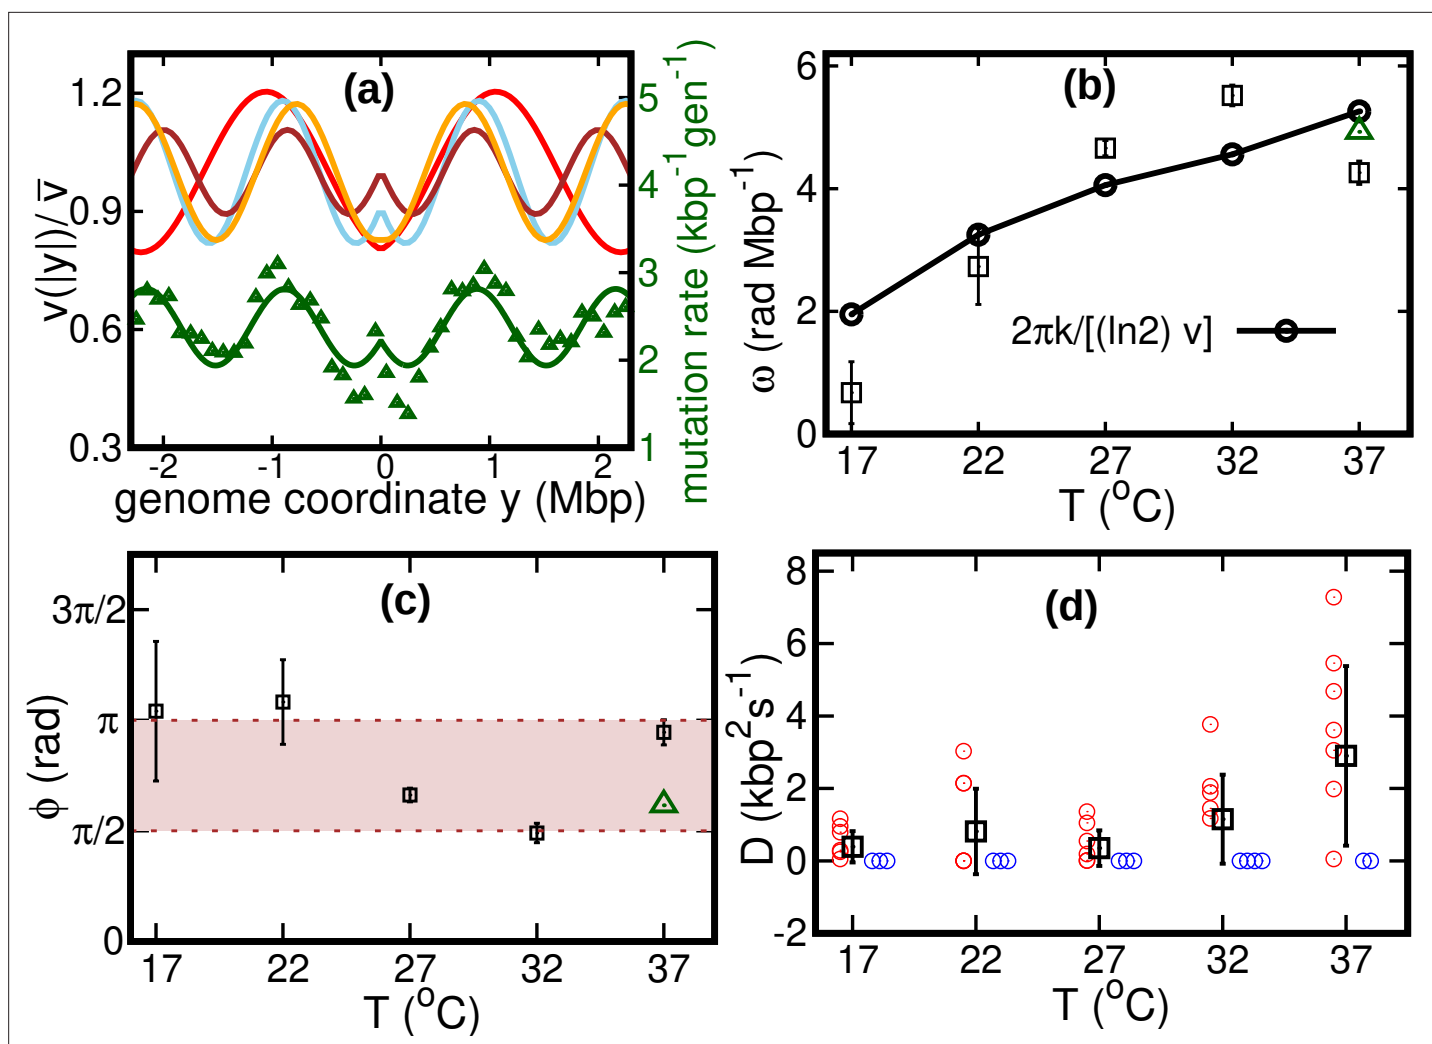 (a)
v(|y|)/v̅
1.2
0.9
0.6
0.3
-2 -1 0 1 2
genome coordinate y (Mbp)
5
4
3
2
1
mutation rate (kbp⁻¹ gen⁻¹)
(b)
ω (rad Mbp⁻¹)
6
4
2
0
2πk/[(ln2) v]
17 22 27 32 37
T (°C)
(c)
ϕ (rad)
3π/2
π
π/2
0
17 22 27 32 37
T (°C)
(d)
D (kbp² s⁻¹)
8
6
4
2
0
-2
17 22 27 32 37
T (°C)